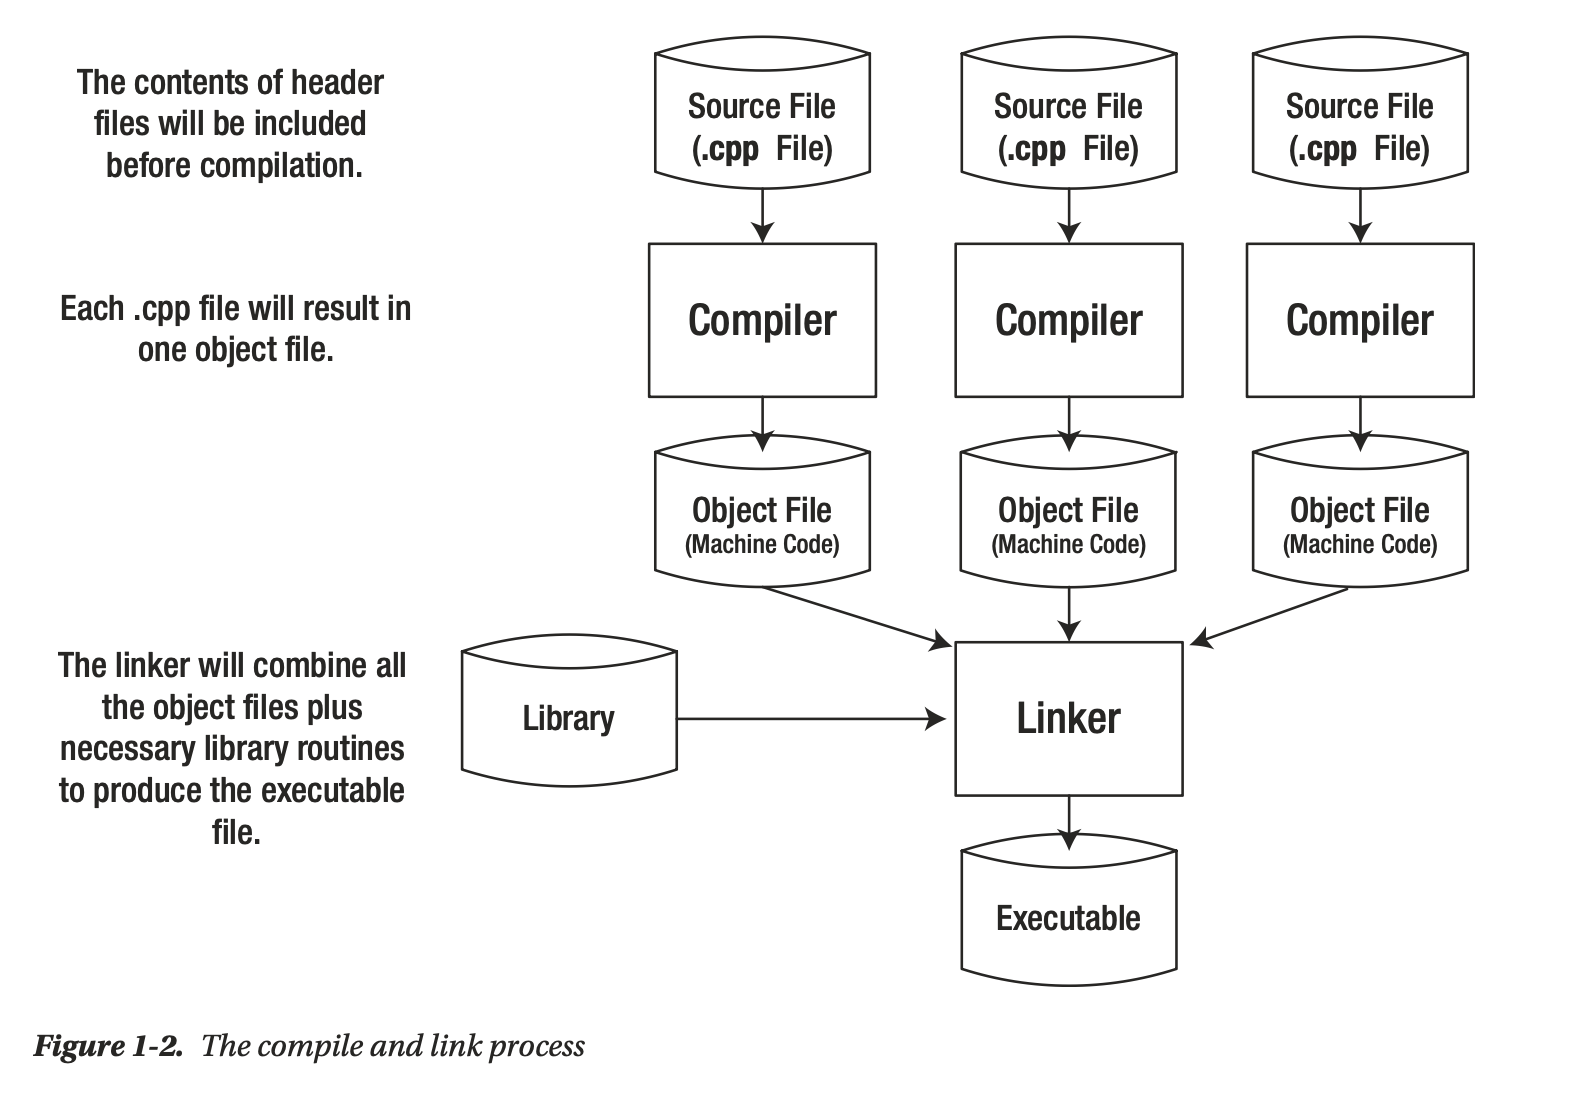 The contents of header
files will be included
before compilation.
Source File
(.cpp File)
Source File
(.cpp File)
Source File
(.cpp File)
Each .cpp file will result in
one object file.
Compiler
Compiler
Compiler
Object File
(Machine Code)
Object File
(Machine Code)
Object File
(Machine Code)
The linker will combine all
the object files plus
necessary library routines
to produce the executable
file.
Library
Linker
Executable
Figure 1-2. The compile and link process